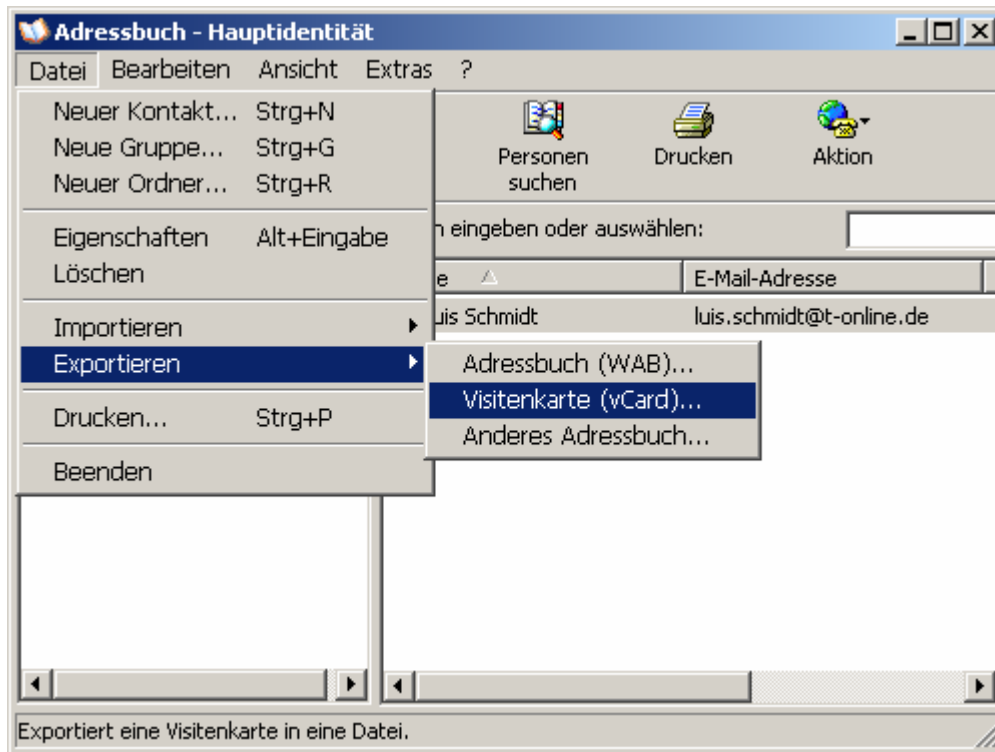 Adressbuch - Hauptidentität
Datei Bearbeiten Ansicht Extras ?
Neuer Kontakt... Strg+N
Neue Gruppe... Strg+G
Neuer Ordner... Strg+R
Eigenschaften Alt+Eingabe
Löschen
Importieren
Exportieren
Drucken... Strg+P
Beenden
Adressbuch (WAB)...
Visitenkarte (vCard)...
Anderes Adressbuch...
Personen
suchen
Drucken
Aktion
eingeben oder auswählen:
E-Mail-Adresse
Schmidt luis.schmidt@t-online.de
Exportiert eine Visitenkarte in eine Datei.